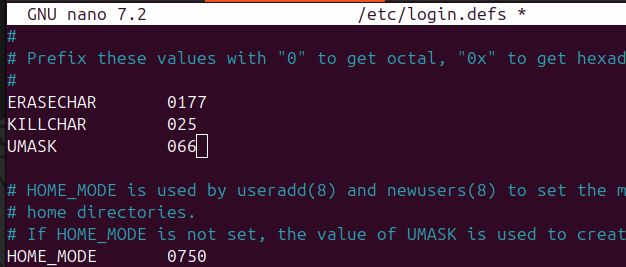 GNU nano 7.2 /etc/login.defs *
#
# Prefix these values with "0" to get octal, "0x" to get hexad
#
ERASECHAR 0177
KILLCHAR 025
UMASK 066
# HOME_MODE is used by useradd(8) and newusers(8) to set the m
# home directories.
# If HOME_MODE is not set, the value of UMASK is used to creat
HOME_MODE 0750